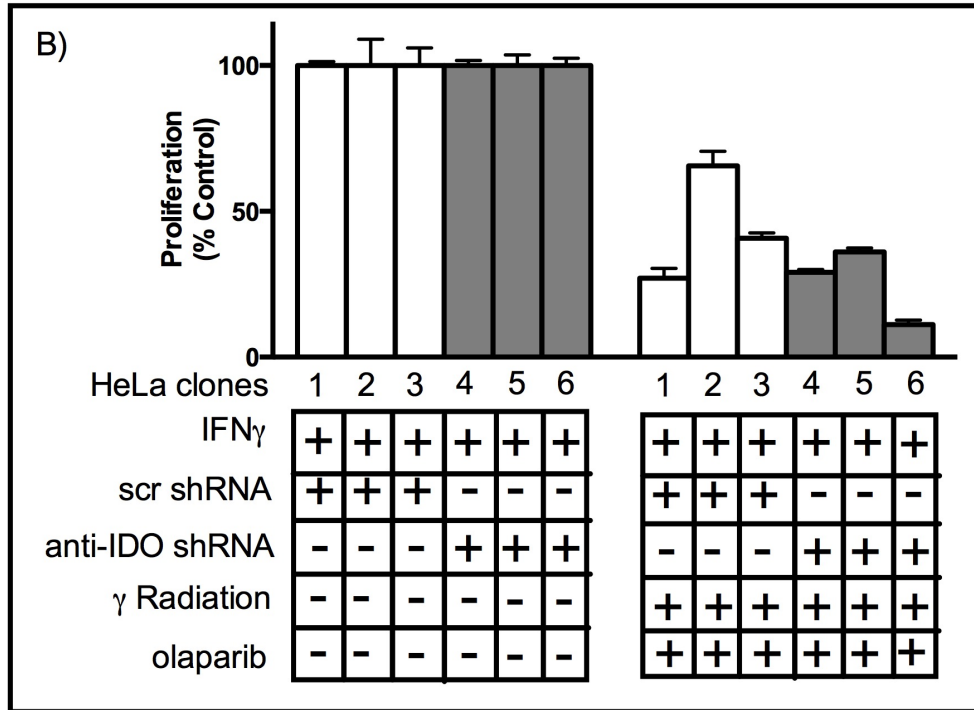 B)
Proliferation
(% Control)
100
50
0
HeLa clones 1 2 3 4 5 6 1 2 3 4 5 6
IFNγ + + + + + + + + + + + +
scr shRNA + + + - - - + + + - - -
anti-IDO shRNA - - - + + + - - - + + +
γ Radiation - - - - - - + + + + + +
olaparib - - - - - - + + + + + +